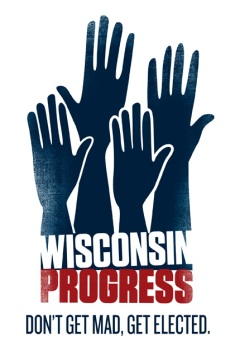 WISCONSIN
PROGRESS
DON'T GET MAD, GET ELECTED.